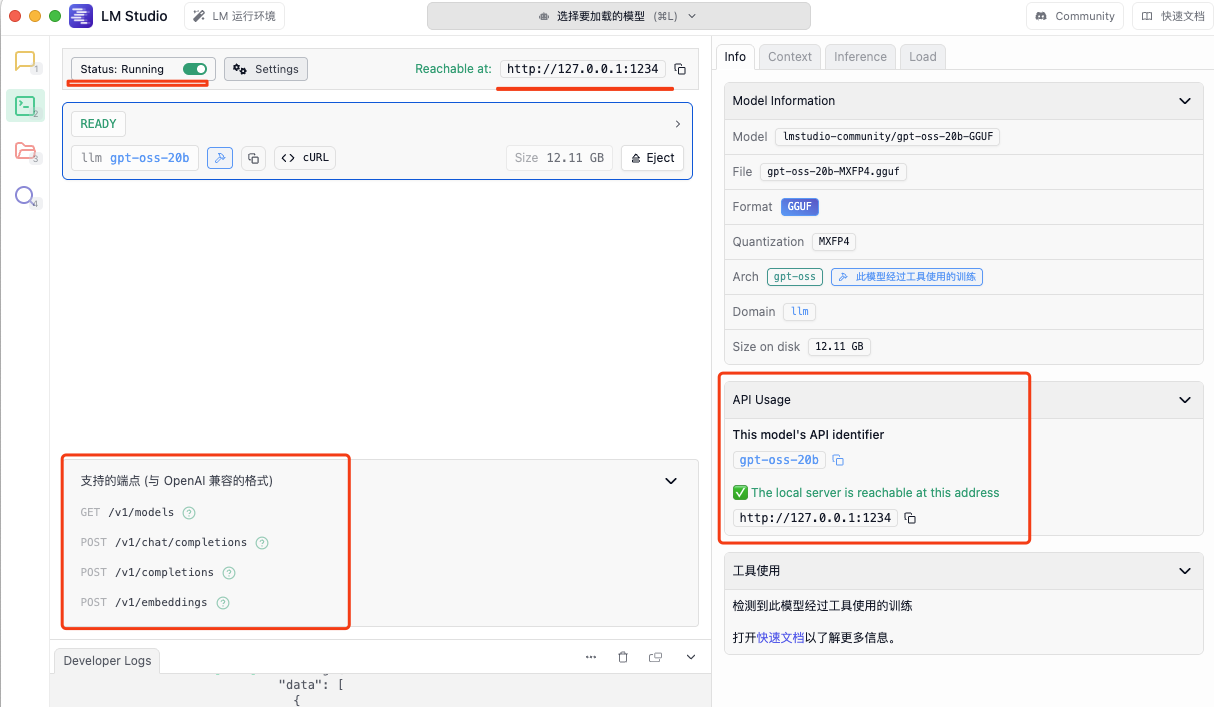 LM Studio
LM 运行环境
选择要加载的模型 (⌘L)
Community
快速文档
1
2
3
4
Status: Running
Settings
Reachable at:
http://127.0.0.1:1234
READY
llm gpt-oss-20b
cURL
Size 12.11 GB
Eject
支持的端点 (与 OpenAI 兼容的格式)
GET /v1/models
POST /v1/chat/completions
POST /v1/completions
POST /v1/embeddings
Developer Logs
"data": [
{
Info
Context
Inference
Load
Model Information
Model lmstudio-community/gpt-oss-20b-GGUF
File gpt-oss-20b-MXFP4.gguf
Format GGUF
Quantization MXFP4
Arch gpt-oss 此模型经过工具使用的训练
Domain llm
Size on disk 12.11 GB
API Usage
This model's API identifier
gpt-oss-20b
✅ The local server is reachable at this address
http://127.0.0.1:1234
工具使用
检测到此模型经过工具使用的训练
打开快速文档以了解更多信息。